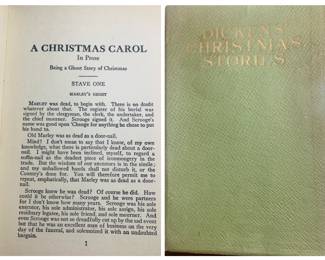 A CHRISTMAS CAROL
In Prose
Being a Ghost Story of Christmas
STAVE ONE
MARLEY'S GHOST
MARLEY was dead, to begin with. There is no doubt
whatever about that. The register of his burial was
signed by the clergyman, the clerk, the undertaker, and
the chief mourner. Scrooge signed it. And Scrooge's
name was good upon 'Change for anything he chose to put
his hand to.
Old Marley was as dead as a door-nail.
Mind! I don't mean to say that I know, of my own
knowledge, what there is particularly dead about a door-
nail. I might have been inclined, myself, to regard a
coffin-nail as the deadest piece of ironmongery in the
trade. But the wisdom of our ancestors is in the simile;
and my unhallowed hands shall not disturb it, or the
Country's done for. You will therefore permit me to
repeat, emphatically, that Marley was as dead as a
door-nail.
Scrooge knew he was dead? Of course he did. How
could it be otherwise? Scrooge and he were partners
for I don't know how many years. Scrooge was his sole
executor, his sole administrator, his sole assign, his sole
residuary legatee, his sole friend, and sole mourner. And
even Scrooge was not so dreadfully cut up by the sad event
but that he was an excellent man of business on the very
day of the funeral, and solemnized it with an undoubted
bargain.
1
DICKENS'
CHRISTMAS
STORIES